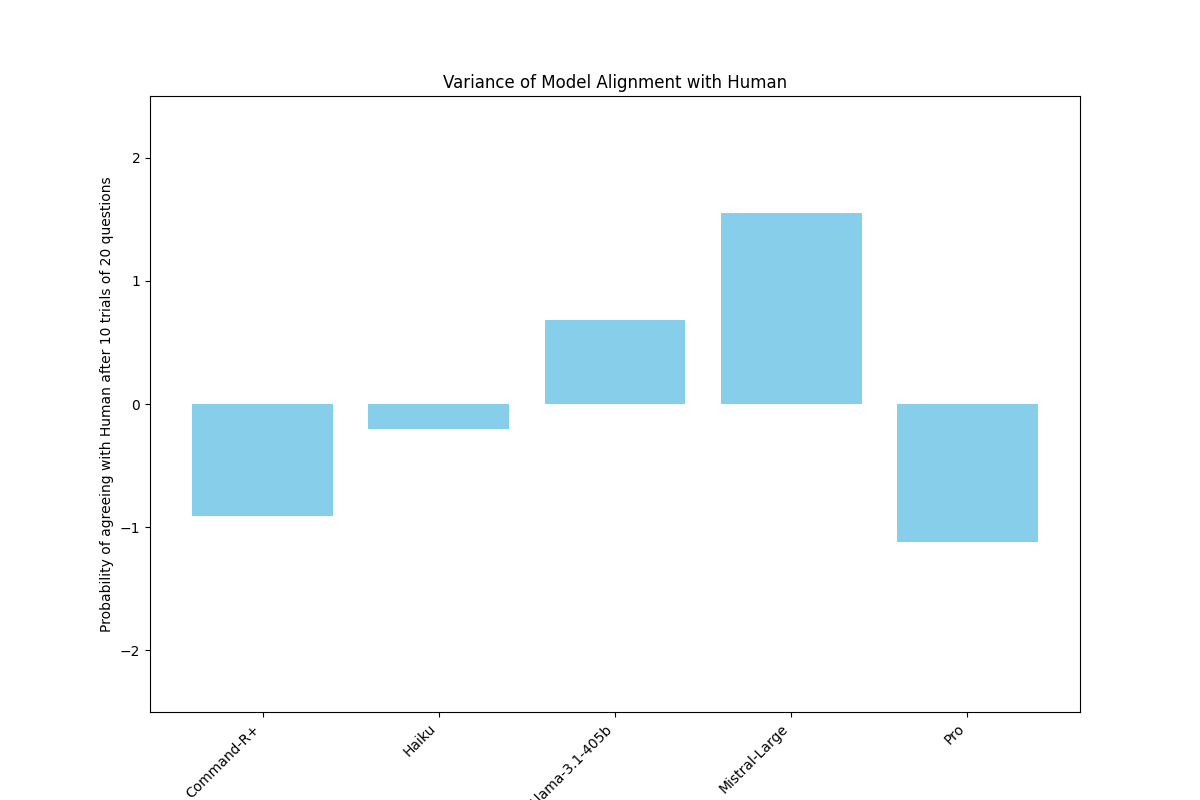 Variance of Model Alignment with Human
Probability of agreeing with Human after 10 trials of 20 questions
2
1
0
−1
−2
Command-R+
Haiku
lama-3.1-405b
Mistral-Large
Pro